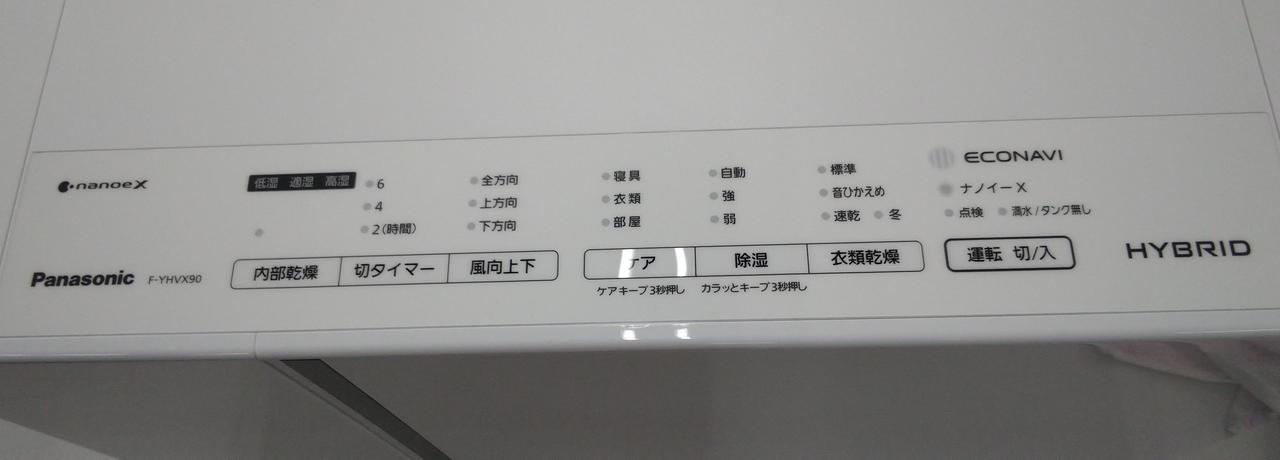 nanoe X
低湿 適湿 高湿
6
4
2(時間)
全方向
上方向
下方向
寝具
衣類
部屋
自動
強
弱
標準
音ひかえめ
速乾 冬
ECONAVI
ナノイー X
点検 満水/タンク無し
Panasonic F-YHVX90
内部乾燥 切タイマー 風向上下
ケア 除湿 衣類乾燥
運転 切/入
HYBRID
ケアキープ3秒押し カラッとキープ3秒押し